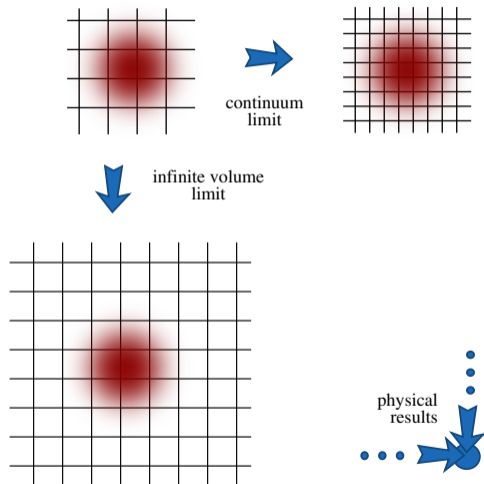 continuum
limit
infinite volume
limit
physical
results